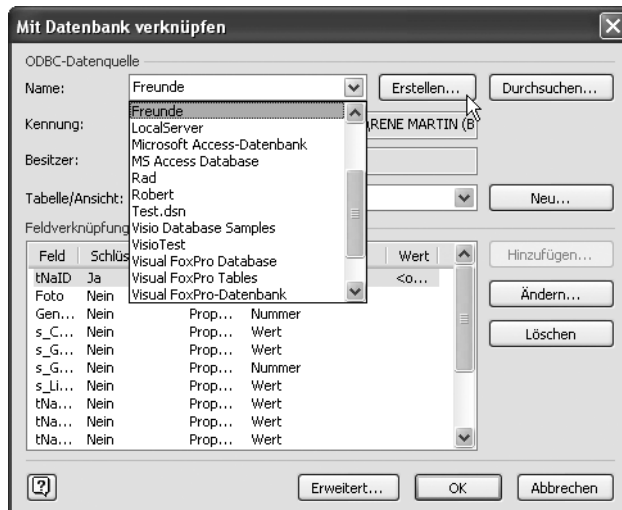 Mit Datenbank verknüpfen
ODBC-Datenquelle
Name: Freunde Erstellen... Durchsuchen...
Freunde
LocalServer
Kennung: \RENE MARTIN (B
Microsoft Access-Datenbank
MS Access Database
Besitzer:
Rad
Robert
Tabelle/Ansicht: Neu...
Test.dsn
Visio Database Samples
Feldverknüpfung
VisioTest
Visual FoxPro Database
Visual FoxPro Tables
Visual FoxPro-Datenbank
Feld Schlüs Wert Hinzufügen...
tNaID Ja <o...
Foto Nein Ändern...
Gen... Nein Prop... Nummer
s_C... Nein Prop... Wert
s_G... Nein Prop... Wert Löschen
s_G... Nein Prop... Nummer
s_Li... Nein Prop... Wert
tNa... Nein Prop... Wert
tNa... Nein Prop... Wert
tNa... Nein Prop... Wert
? Erweitert... OK Abbrechen